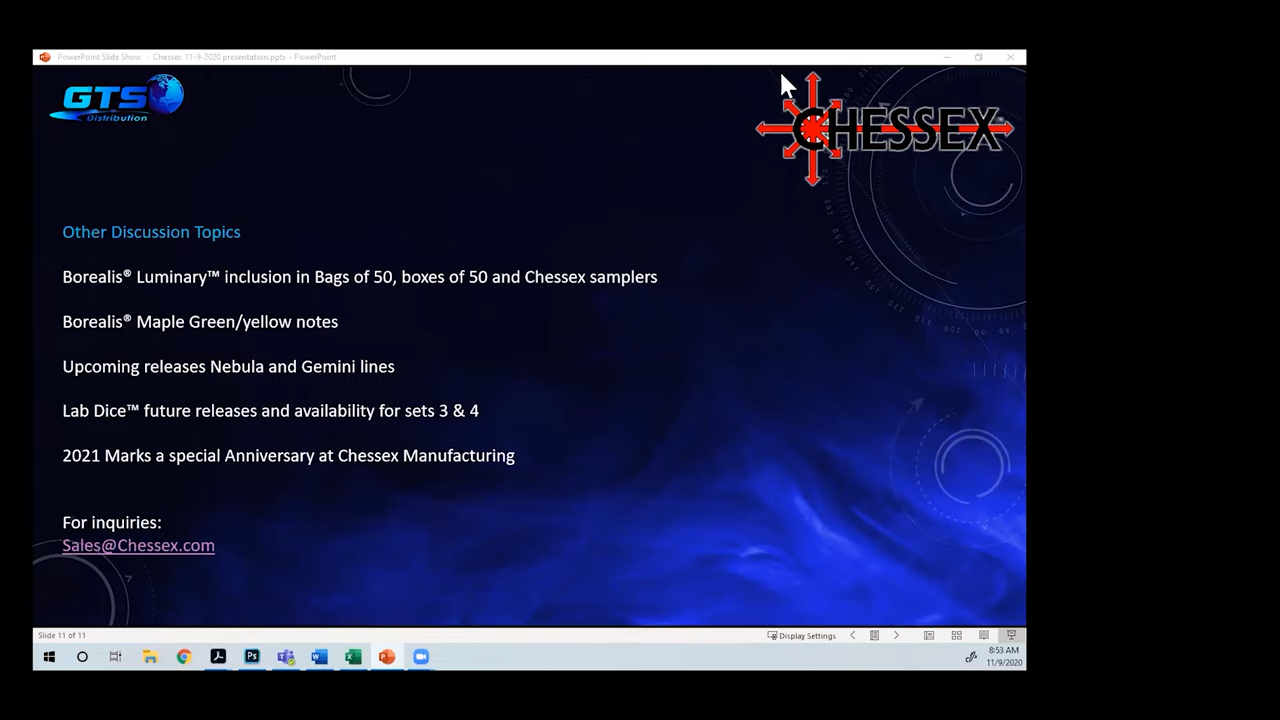 PowerPoint Slide Show - Chessex 11-9-2020 presentation.pptx - PowerPoint
GTS
Distribution
CHESSEX
Other Discussion Topics
Borealis® Luminary™ inclusion in Bags of 50, boxes of 50 and Chessex samplers
Borealis® Maple Green/yellow notes
Upcoming releases Nebula and Gemini lines
Lab Dice™ future releases and availability for sets 3 & 4
2021 Marks a special Anniversary at Chessex Manufacturing
For inquiries:
Sales@Chessex.com
Slide 11 of 11
Display Settings
8:53 AM
11/9/2020